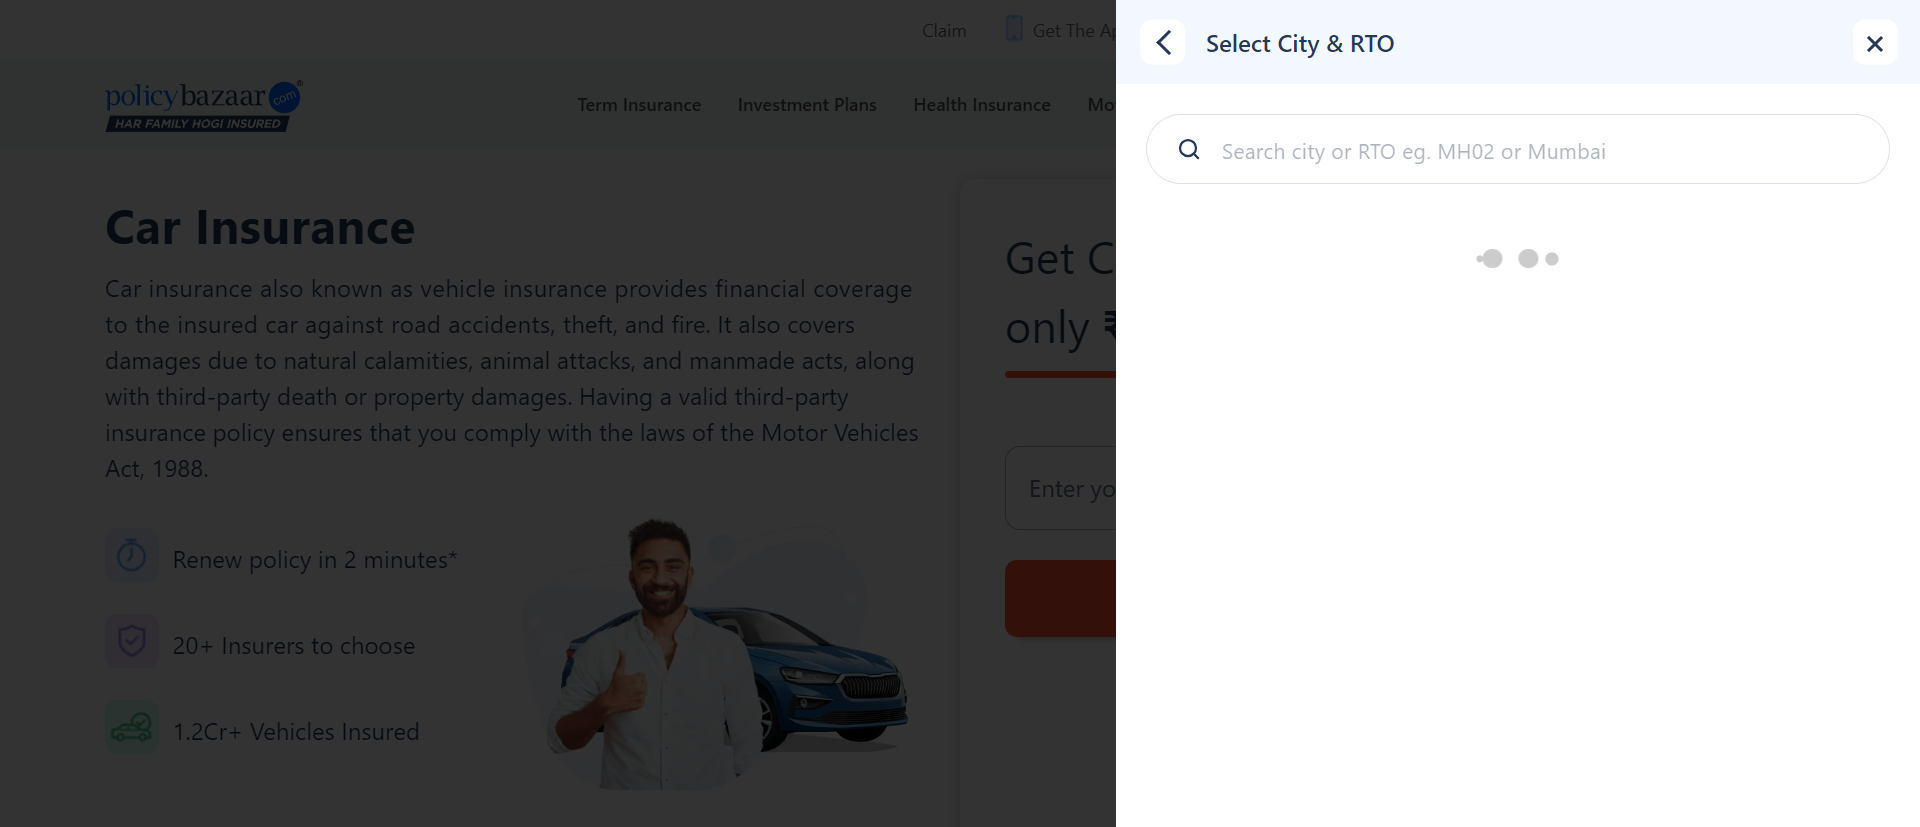 Claim
Get The Ap
policybazaar.com®
HAR FAMILY HOGI INSURED
Term Insurance
Investment Plans
Health Insurance
Mo
Car Insurance
Car insurance also known as vehicle insurance provides financial coverage
to the insured car against road accidents, theft, and fire. It also covers
damages due to natural calamities, animal attacks, and manmade acts, along
with third-party death or property damages. Having a valid third-party
insurance policy ensures that you comply with the laws of the Motor Vehicles
Act, 1988.
Renew policy in 2 minutes*
20+ Insurers to choose
1.2Cr+ Vehicles Insured
Get C
only ₹
Enter yo
Select City & RTO
Search city or RTO eg. MH02 or Mumbai